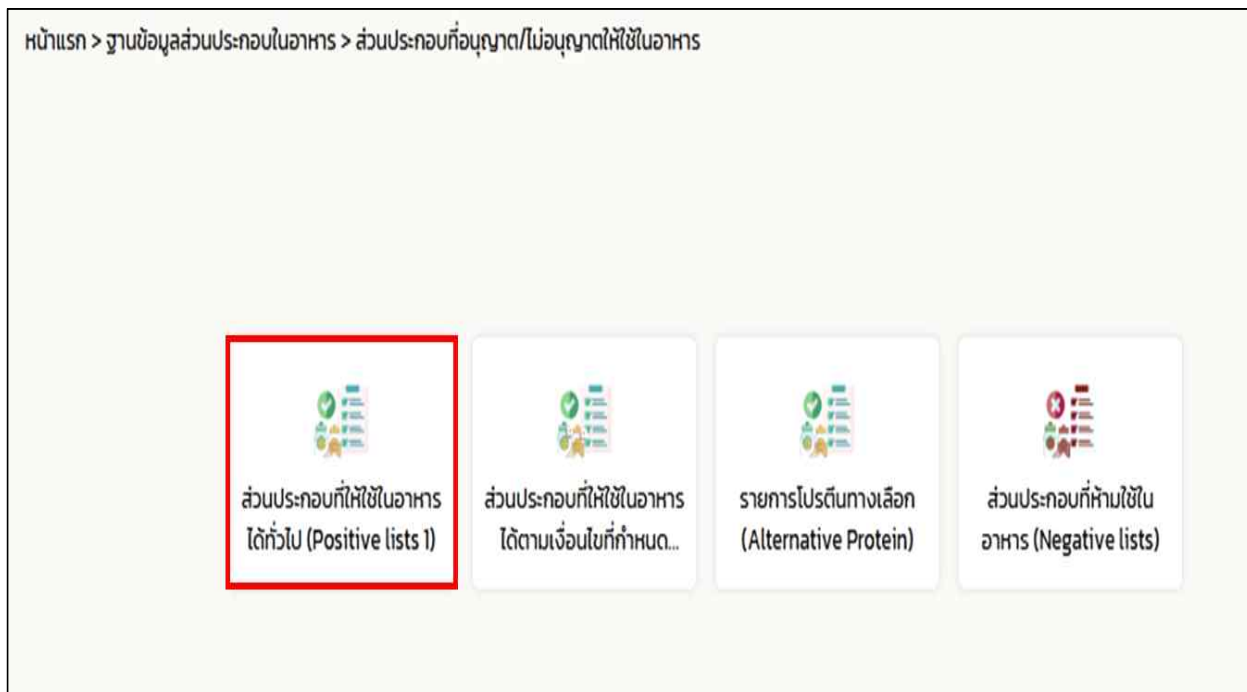 หน้าแรก > ฐานข้อมูลส่วนประกอบในอาหาร > ส่วนประกอบที่อนุญาต/ไม่อนุญาตให้ใช้ในอาหาร
ส่วนประกอบที่ให้ใช้ในอาหาร
ได้ทั่วไป (Positive lists 1)
ส่วนประกอบที่ให้ใช้ในอาหาร
ได้ตามเงื่อนไขที่กำหนด...
รายการโปรตีนทางเลือก
(Alternative Protein)
ส่วนประกอบที่ห้ามใช้ใน
อาหาร (Negative lists)